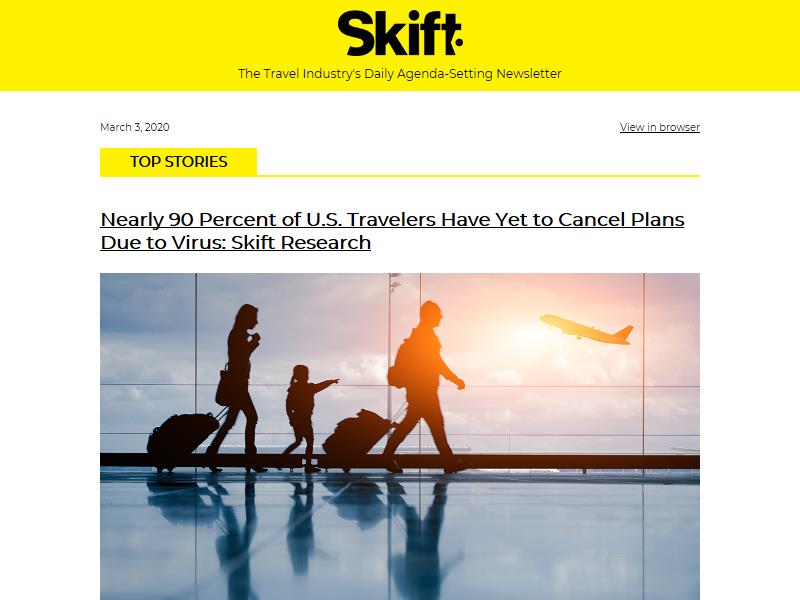 Skift
The Travel Industry's Daily Agenda-Setting Newsletter
March 3, 2020
View in browser
TOP STORIES
Nearly 90 Percent of U.S. Travelers Have Yet to Cancel Plans
Due to Virus: Skift Research